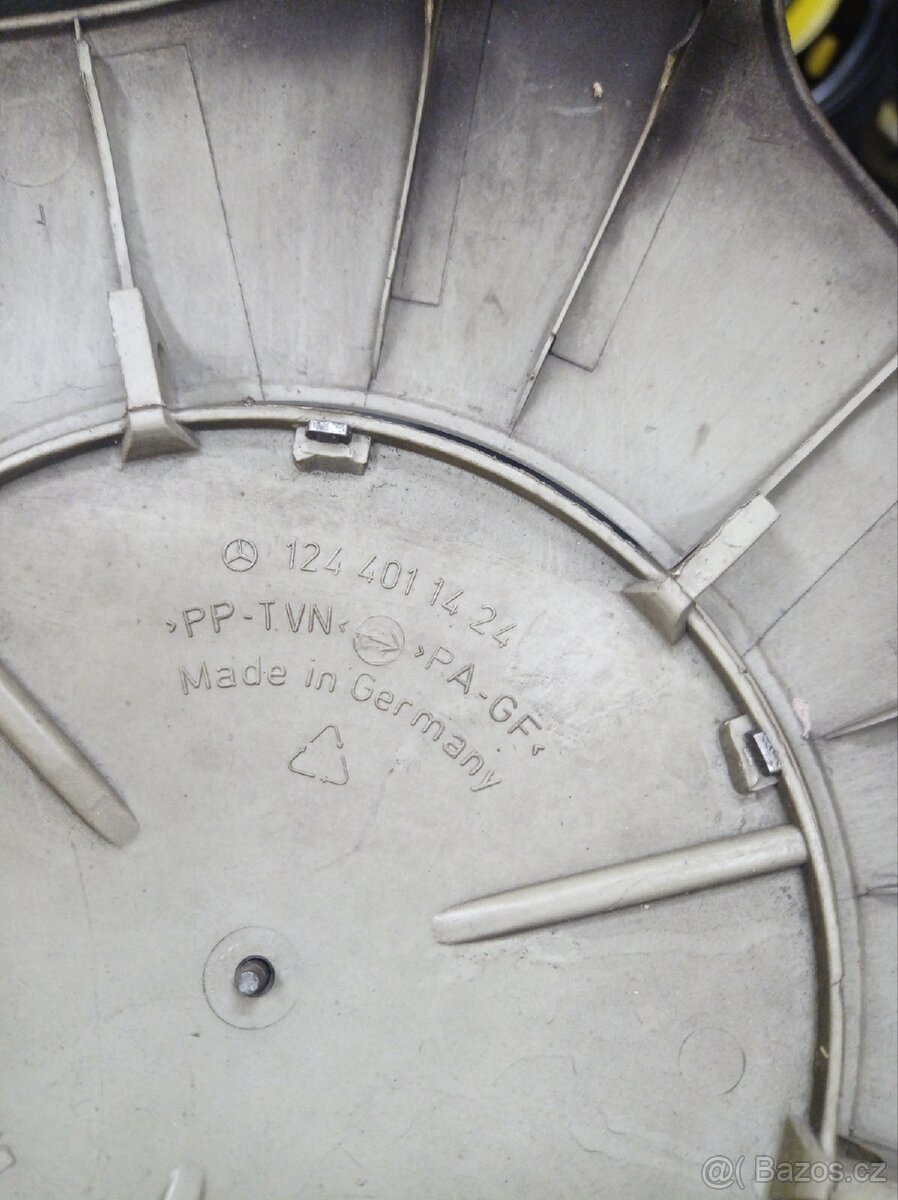 124 401 14 24
›PP-T.VN‹ ›PA-GF‹
Made in Germany
@( Bazos.cz